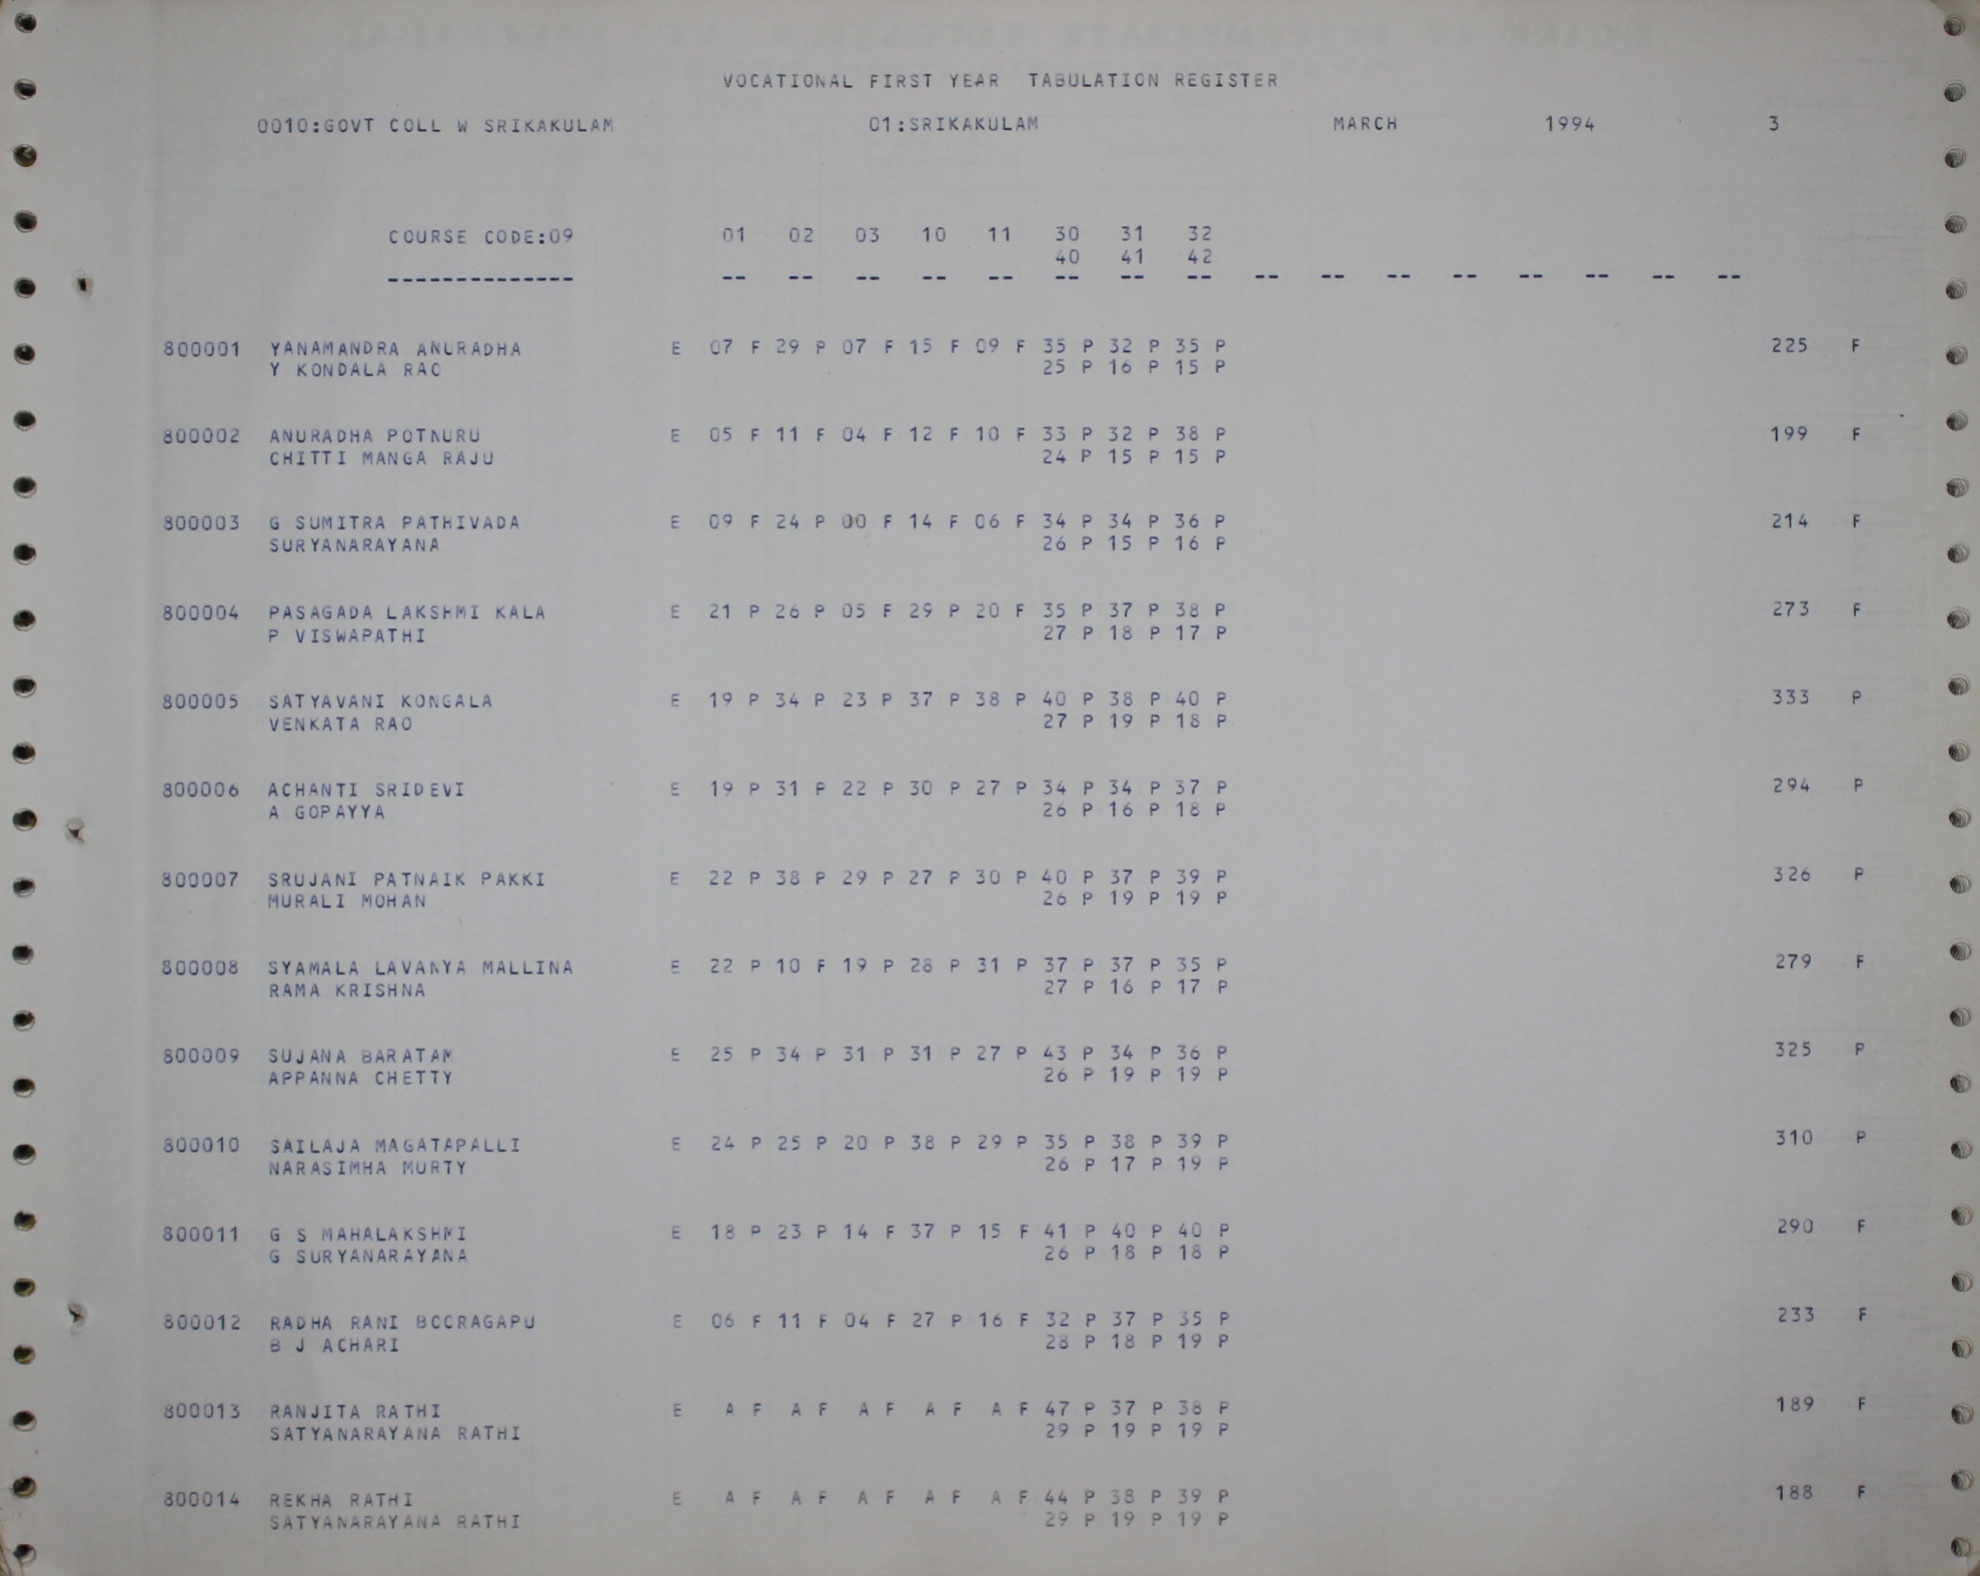 VOCATIONAL FIRST YEAR TABULATION REGISTER
0010:GOVT COLL W SRIKAKULAM 01:SRIKAKULAM MARCH 1994 3
COURSE CODE:09 01 02 03 10 11 30 31 32
40 41 42
-------------- -- -- -- -- -- -- -- -- -- -- -- -- -- -- -- --
800001 YANAMANDRA ANURADHA E 07 F 29 P 07 F 15 F 09 F 35 P 32 P 35 P 225 F
Y KONDALA RAO 25 P 16 P 15 P
800002 ANURADHA POTNURU E 05 F 11 F 04 F 12 F 10 F 33 P 32 P 38 P 199 F
CHITTI MANGA RAJU 24 P 15 P 15 P
800003 G SUMITRA PATHIVADA E 09 F 24 P 00 F 14 F 06 F 34 P 34 P 36 P 214 F
SURYANARAYANA 26 P 15 P 16 P
800004 PASAGADA LAKSHMI KALA E 21 P 26 P 05 F 29 P 20 F 35 P 37 P 38 P 273 F
P VISWAPATHI 27 P 18 P 17 P
800005 SATYAVANI KONGALA E 19 P 34 P 23 P 37 P 38 P 40 P 38 P 40 P 333 P
VENKATA RAO 27 P 19 P 18 P
800006 ACHANTI SRIDEVI E 19 P 31 P 22 P 30 P 27 P 34 P 34 P 37 P 294 P
A GOPAYYA 26 P 16 P 18 P
800007 SRUJANI PATNAIK PAKKI E 22 P 38 P 29 P 27 P 30 P 40 P 37 P 39 P 326 P
MURALI MOHAN 26 P 19 P 19 P
800008 SYAMALA LAVANYA MALLINA E 22 P 10 F 19 P 28 P 31 P 37 P 37 P 35 P 279 F
RAMA KRISHNA 27 P 16 P 17 P
800009 SUJANA BARATAM E 25 P 34 P 31 P 31 P 27 P 43 P 34 P 36 P 325 P
APPANNA CHETTY 26 P 19 P 19 P
800010 SAILAJA MAGATAPALLI E 24 P 25 P 20 P 38 P 29 P 35 P 38 P 39 P 310 P
NARASIMHA MURTY 26 P 17 P 19 P
800011 G S MAHALAKSHMI E 18 P 23 P 14 F 37 P 15 F 41 P 40 P 40 P 290 F
G SURYANARAYANA 26 P 18 P 18 P
800012 RADHA RANI BOORAGAPU E 06 F 11 F 04 F 27 P 16 F 32 P 37 P 35 P 233 F
B J ACHARI 28 P 18 P 19 P
800013 RANJITA RATHI E A F A F A F A F A F 47 P 37 P 38 P 189 F
SATYANARAYANA RATHI 29 P 19 P 19 P
800014 REKHA RATHI E A F A F A F A F A F 44 P 38 P 39 P 188 F
SATYANARAYANA RATHI 29 P 19 P 19 P